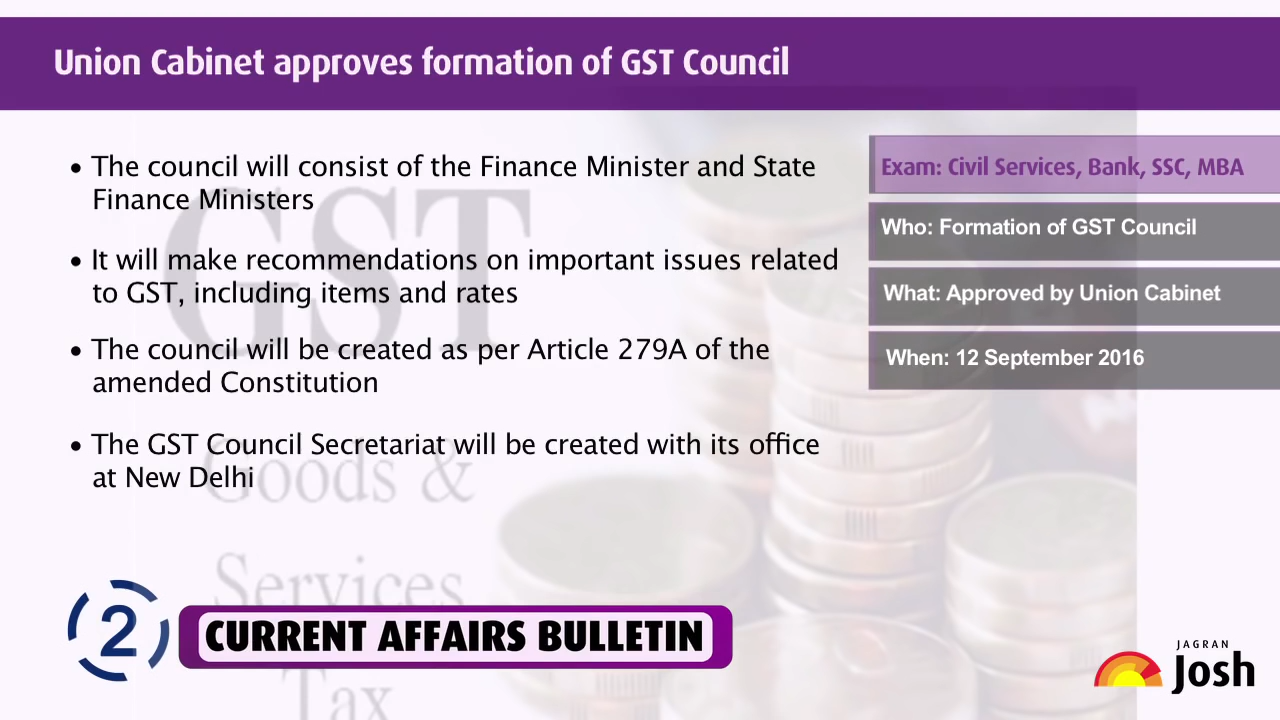 Union Cabinet approves formation of GST Council
• The council will consist of the Finance Minister and State
Finance Ministers
• It will make recommendations on important issues related
to GST, including items and rates
• The council will be created as per Article 279A of the
amended Constitution
• The GST Council Secretariat will be created with its office
at New Delhi
Exam: Civil Services, Bank, SSC, MBA
Who: Formation of GST Council
What: Approved by Union Cabinet
When: 12 September 2016
GST
Goods &
Services
Tax
2
CURRENT AFFAIRS BULLETIN
JAGRAN
Josh